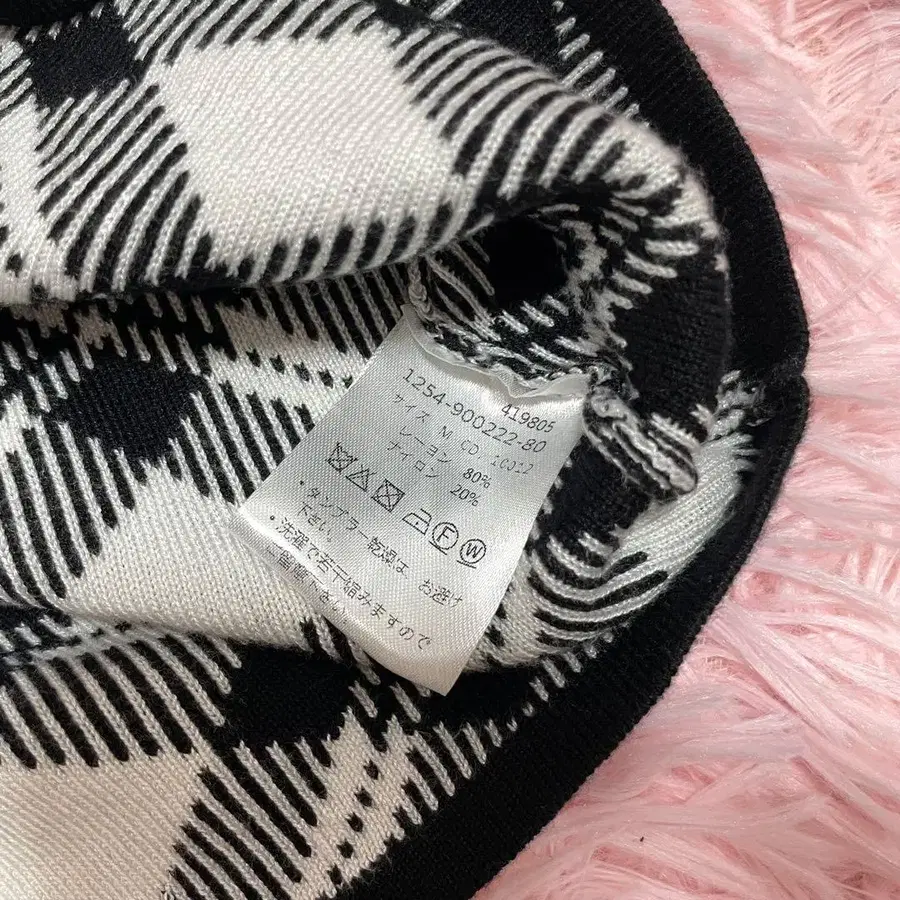 419805
1254-900222-80
サイズ M CD. 10012
レーヨン 80%
ナイロン 20%
F W
・タンブラー乾燥は お避け
下さい。
・洗濯で若干縮みますので